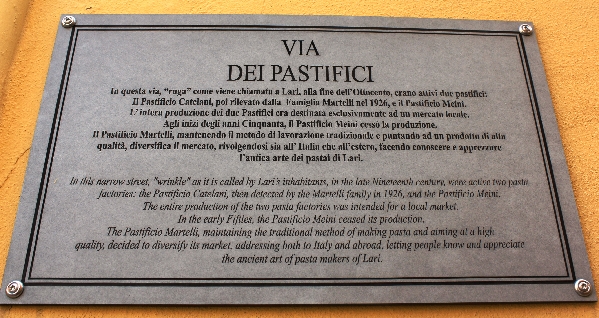 VIA
DEI PASTIFICI
In questa via, "ruga" come viene chiamata a Lari, alla fine dell'Ottocento, erano attivi due pastifici:
Il Pastificio Catelani, poi rilevato dalla Famiglia Martelli nel 1926, e il Pastificio Meini.
L'intera produzione dei due Pastifici era destinata esclusivamente ad un mercato locale.
Agli inizi degli anni Cinquanta, il Pastificio Meini cessò la produzione.
Il Pastificio Martelli, mantenendo il metodo di lavorazione tradizionale e puntando ad un prodotto di alta
qualità, diversifica il mercato, rivolgendosi sia all'Italia che all'estero, facendo conoscere e apprezzare
l'antica arte dei pastai di Lari.
In this narrow street, "wrinkle" as it is called by Lari's inhabitants, in the late Nineteenth century, were active two pasta
factories: the Pastificio Catelani, then detected by the Martelli family in 1926, and the Pastificio Meini.
The entire production of the two pasta factories was intended for a local market.
In the early Fifties, the Pastificio Meini ceased its production.
The Pastificio Martelli, maintaining the traditional method of making pasta and aiming at a high
quality, decided to diversify its market, addressing both to Italy and abroad, letting people know and appreciate
the ancient art of pasta makers of Lari.